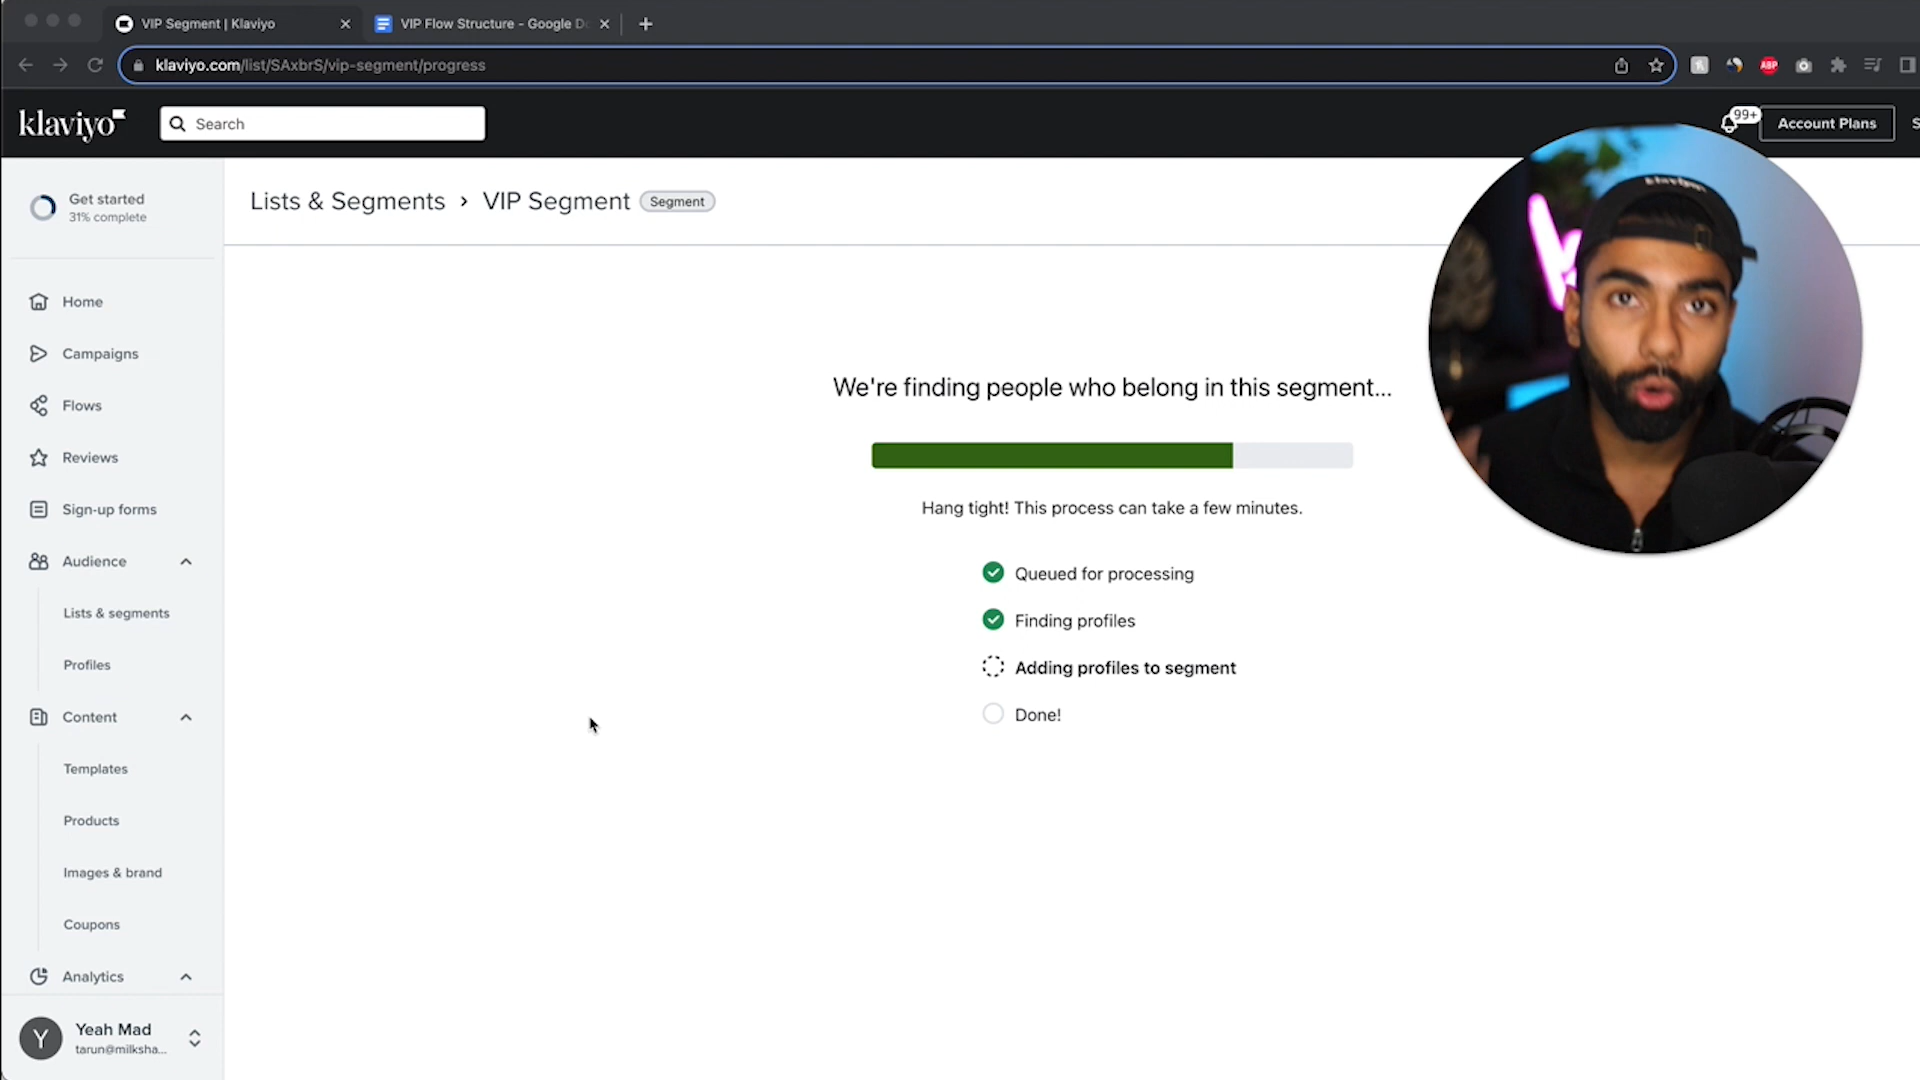 VIP Segment | Klaviyo
VIP Flow Structure - Google D
klaviyo.com/list/SAxbrS/vip-segment/progress
ABP
klaviyo
Search
99+
Account Plans
S
Get started
31% complete
Lists & Segments › VIP Segment Segment
Home
Campaigns
Flows
Reviews
Sign-up forms
Audience
Lists & segments
Profiles
Content
Templates
Products
Images & brand
Coupons
Analytics
Y
Yeah Mad
tarun@milksha...
We're finding people who belong in this segment...
Hang tight! This process can take a few minutes.
Queued for processing
Finding profiles
Adding profiles to segment
Done!